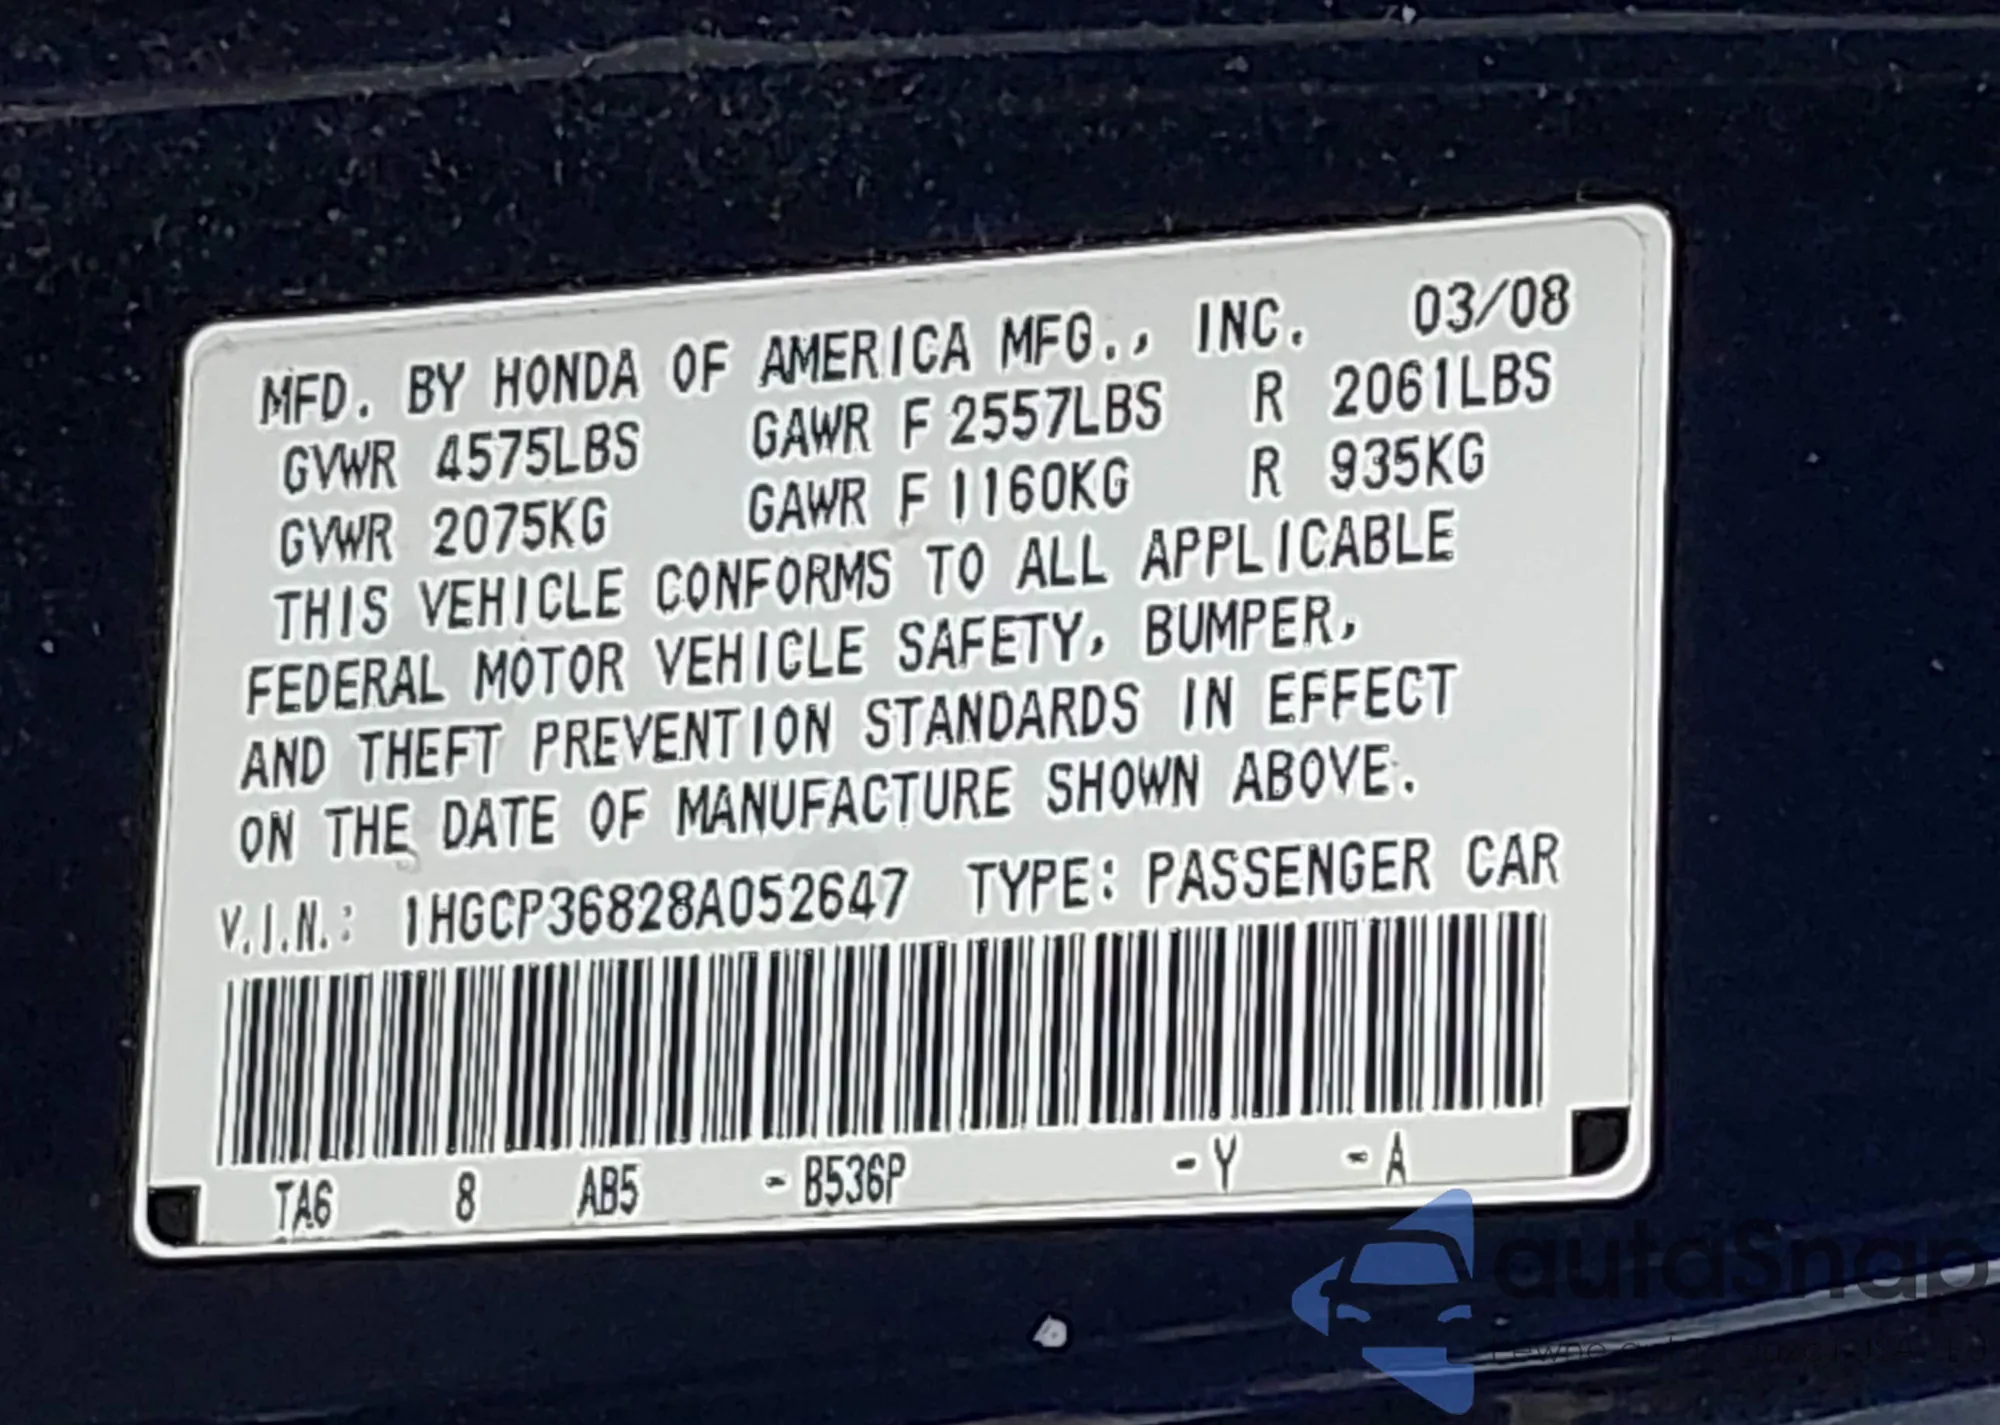 MFD. BY HONDA OF AMERICA MFG., INC. 03/08
GVWR 4575LBS GAWR F 2557LBS R 2061LBS
GVWR 2075KG GAWR F 1160KG R 935KG
THIS VEHICLE CONFORMS TO ALL APPLICABLE
FEDERAL MOTOR VEHICLE SAFETY, BUMPER,
AND THEFT PREVENTION STANDARDS IN EFFECT
ON THE DATE OF MANUFACTURE SHOWN ABOVE.
V.I.N.: 1HGCP36828A052647 TYPE: PASSENGER CAR
TA6 8 AB5 - B536P - Y - A
autaSnap